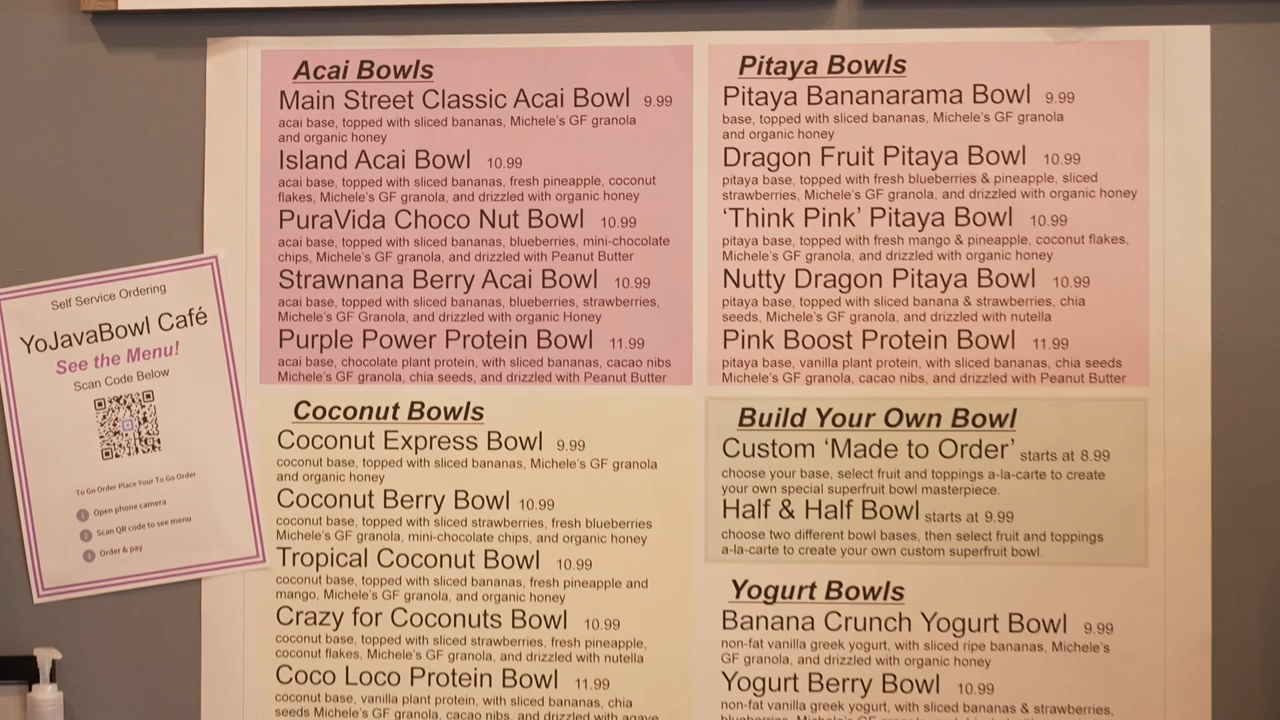 Acai Bowls
Main Street Classic Acai Bowl 9.99
acai base, topped with sliced bananas, Michele's GF granola
and organic honey
Island Acai Bowl 10.99
acai base, topped with sliced bananas, fresh pineapple, coconut
flakes, Michele's GF granola, and drizzled with organic honey
PuraVida Choco Nut Bowl 10.99
acai base, topped with sliced bananas, blueberries, mini-chocolate
chips, Michele's GF granola, and drizzled with Peanut Butter
Strawnana Berry Acai Bowl 10.99
acai base, topped with sliced bananas, blueberries, strawberries,
Michele's GF Granola, and drizzled with organic Honey
Purple Power Protein Bowl 11.99
acai base, chocolate plant protein, with sliced bananas, cacao nibs
Michele's GF granola, chia seeds, and drizzled with Peanut Butter
Coconut Bowls
Coconut Express Bowl 9.99
coconut base, topped with sliced bananas, Michele's GF granola
and organic honey
Coconut Berry Bowl 10.99
coconut base, topped with sliced strawberries, fresh blueberries
Michele's GF granola, mini-chocolate chips, and organic honey
Tropical Coconut Bowl 10.99
coconut base, topped with sliced bananas, fresh pineapple and
mango, Michele's GF granola, and organic honey
Crazy for Coconuts Bowl 10.99
coconut base, topped with sliced strawberries, fresh pineapple,
coconut flakes, Michele's GF granola, and drizzled with nutella
Coco Loco Protein Bowl 11.99
coconut base, vanilla plant protein, with sliced bananas, chia
seeds Michele's GF granola, cacao nibs, and drizzled with agave
Pitaya Bowls
Pitaya Bananarama Bowl 9.99
base, topped with sliced bananas, Michele's GF granola
and organic honey
Dragon Fruit Pitaya Bowl 10.99
pitaya base, topped with fresh blueberries & pineapple, sliced
strawberries, Michele's GF granola, and drizzled with organic honey
'Think Pink' Pitaya Bowl 10.99
pitaya base, topped with fresh mango & pineapple, coconut flakes,
Michele's GF granola, and drizzled with organic honey
Nutty Dragon Pitaya Bowl 10.99
pitaya base, topped with sliced banana & strawberries, chia
seeds, Michele's GF granola, and drizzled with nutella
Pink Boost Protein Bowl 11.99
pitaya base, vanilla plant protein, with sliced bananas, chia seeds
Michele's GF granola, cacao nibs, and drizzled with Peanut Butter
Build Your Own Bowl
Custom 'Made to Order' starts at 8.99
choose your base, select fruit and toppings a-la-carte to create
your own special superfruit bowl masterpiece.
Half & Half Bowl starts at 9.99
choose two different bowl bases, then select fruit and toppings
a-la-carte to create your own custom superfruit bowl.
Yogurt Bowls
Banana Crunch Yogurt Bowl 9.99
non-fat vanilla greek yogurt, with sliced ripe bananas, Michele's
GF granola, and drizzled with organic honey
Yogurt Berry Bowl 10.99
non-fat vanilla greek yogurt, with sliced bananas & strawberries,
Self Service Ordering
YoJavaBowl Café
See the Menu!
Scan Code Below
To Go Order Place Your To Go Order
1 Open phone camera
2 Scan QR code to see menu
3 Order & pay